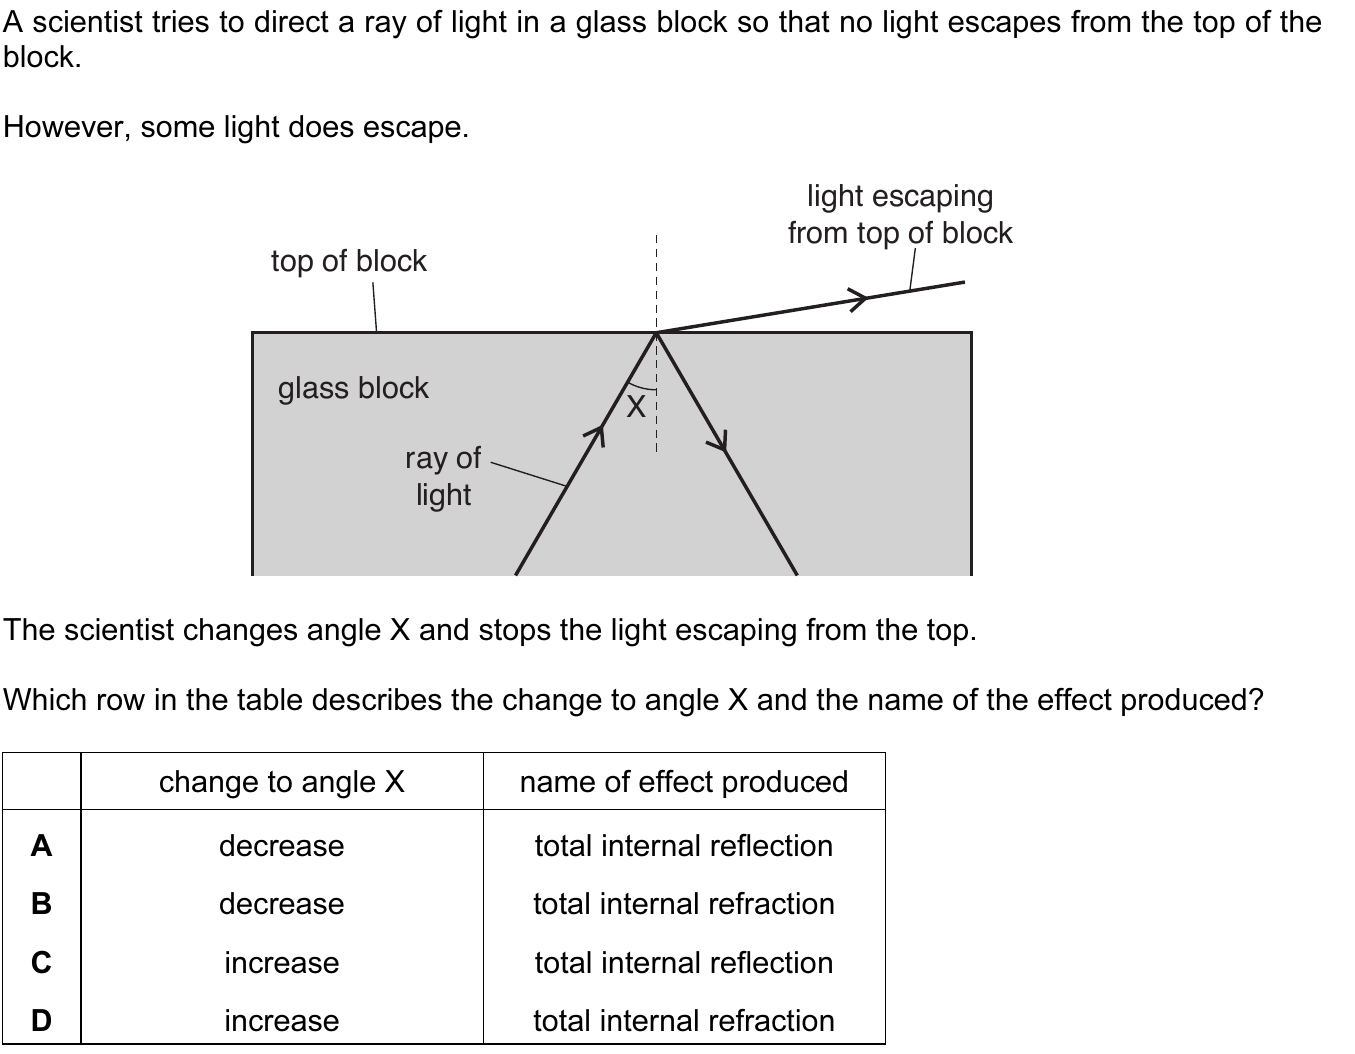 A scientist tries to direct a ray of light in a glass block so that no light escapes from the top of the
block.
However, some light does escape.
light escaping
from top of block
top of block
glass block
X
ray of
light
The scientist changes angle X and stops the light escaping from the top.
Which row in the table describes the change to angle X and the name of the effect produced?
change to angle X name of effect produced
A decrease total internal reflection
B decrease total internal refraction
C increase total internal reflection
D increase total internal refraction